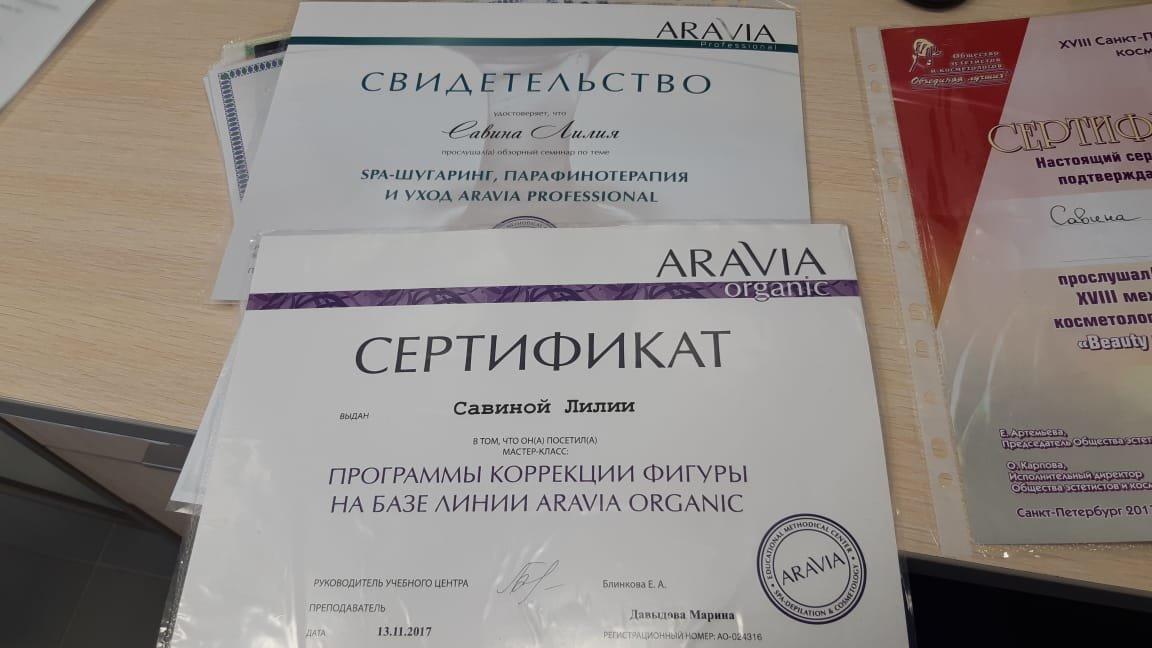 ARAVIA
Professional
СВИДЕТЕЛЬСТВО
удостоверяет, что
Савина Лилия
прослушал(а) обзорный семинар по теме
SPA-ШУГАРИНГ, ПАРАФИНОТЕРАПИЯ
И УХОД ARAVIA PROFESSIONAL
ARAVIA
organic
СЕРТИФИКАТ
ВЫДАН Савиной Лилии
В ТОМ, ЧТО ОН(А) ПОСЕТИЛ(А)
МАСТЕР-КЛАСС:
ПРОГРАММЫ КОРРЕКЦИИ ФИГУРЫ
НА БАЗЕ ЛИНИИ ARAVIA ORGANIC
EDUCATIONAL METHODICAL CENTER
ARAVIA
SPA-DEPILATION & COSMETOLOGY
РУКОВОДИТЕЛЬ УЧЕБНОГО ЦЕНТРА Блинкова Е. А.
ПРЕПОДАВАТЕЛЬ Давыдова Марина
ДАТА 13.11.2017 РЕГИСТРАЦИОННЫЙ НОМЕР: АО-024316
Общество
эстетистов
и косметологов
Объединяя лучших!
XVIII Санкт-П
косм
СЕРТИФ
Настоящий сер
подтвержда
Савина
прослушал
XVIII меж
косметолог
«Beauty
Е. Артемьева,
Председатель Общества эстет
О. Карпова,
Исполнительный директор
Общества эстетистов и косм
Санкт-Петербург 201